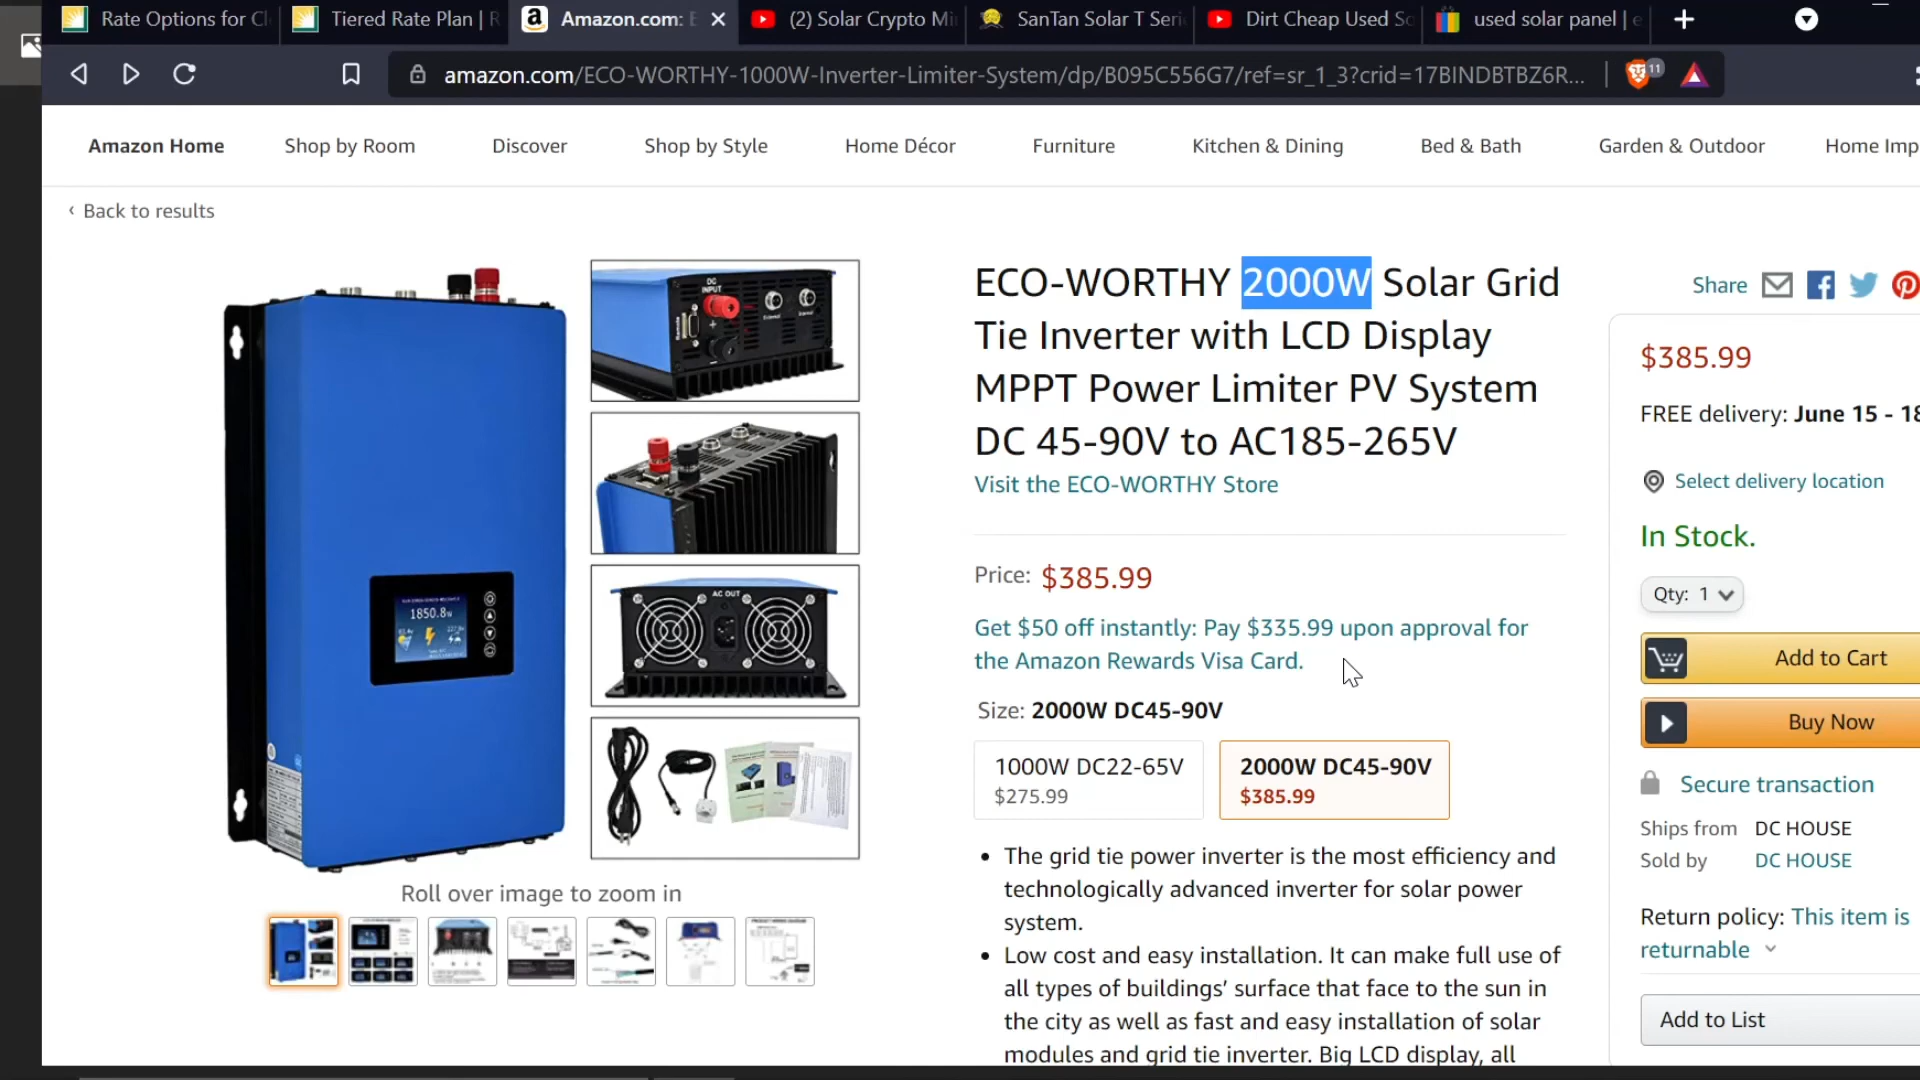 Rate Options for Cl
Tiered Rate Plan | R
Amazon.com: E
(2) Solar Crypto Mi
SanTan Solar T Seri
Dirt Cheap Used So
used solar panel | e
amazon.com/ECO-WORTHY-1000W-Inverter-Limiter-System/dp/B095C556G7/ref=sr_1_3?crid=17BINDBTBZ6R...
11
Amazon Home
Shop by Room
Discover
Shop by Style
Home Décor
Furniture
Kitchen & Dining
Bed & Bath
Garden & Outdoor
Home Imp
‹ Back to results
DC
INPUT
AC OUT
1850.8w
Roll over image to zoom in
ECO-WORTHY 2000W Solar Grid
Tie Inverter with LCD Display
MPPT Power Limiter PV System
DC 45-90V to AC185-265V
Visit the ECO-WORTHY Store
Price: $385.99
Get $50 off instantly: Pay $335.99 upon approval for
the Amazon Rewards Visa Card.
Size: 2000W DC45-90V
1000W DC22-65V
$275.99
2000W DC45-90V
$385.99
• The grid tie power inverter is the most efficiency and
technologically advanced inverter for solar power
system.
• Low cost and easy installation. It can make full use of
all types of buildings’ surface that face to the sun in
the city as well as fast and easy installation of solar
modules and grid tie inverter. Big LCD display, all
Share
$385.99
FREE delivery: June 15 - 18
Select delivery location
In Stock.
Qty: 1
Add to Cart
Buy Now
Secure transaction
Ships from DC HOUSE
Sold by DC HOUSE
Return policy: This item is
returnable
Add to List